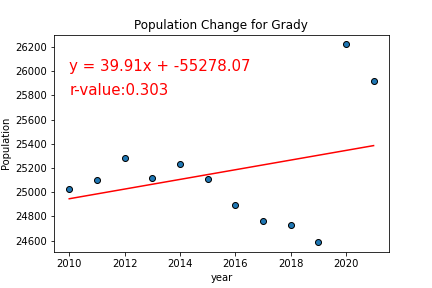 Population Change for Grady
y = 39.91x + -55278.07
r-value:0.303
26200
26000
25800
25600
25400
25200
25000
24800
24600
Population
2010 2012 2014 2016 2018 2020
year